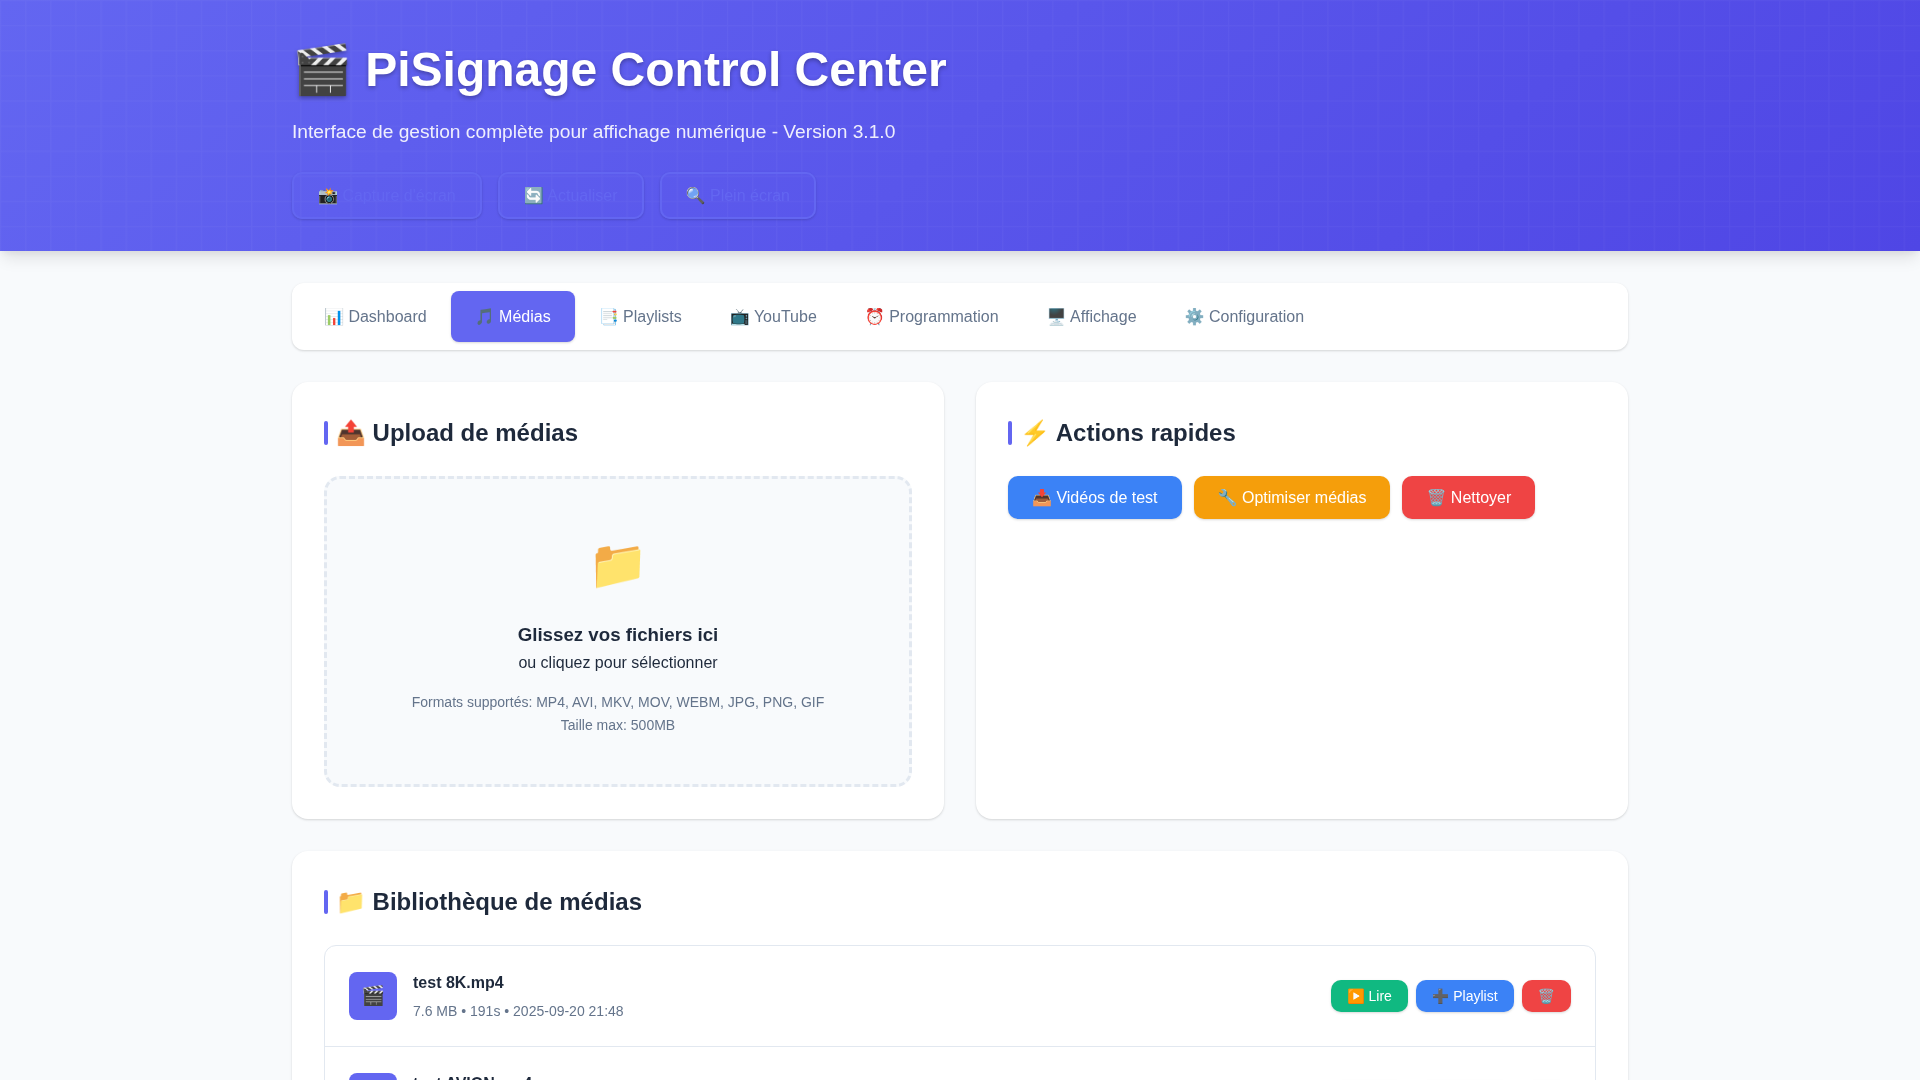 PiSignage Control Center
Interface de gestion complète pour affichage numérique - Version 3.1.0
Capture d'écran Actualiser Plein écran
Dashboard Médias Playlists YouTube Programmation Affichage Configuration
Upload de médias
Glissez vos fichiers ici
ou cliquez pour sélectionner
Formats supportés: MP4, AVI, MKV, MOV, WEBM, JPG, PNG, GIF
Taille max: 500MB
Actions rapides
Vidéos de test Optimiser médias Nettoyer
Bibliothèque de médias
test 8K.mp4
7.6 MB • 191s • 2025-09-20 21:48
Lire Playlist
test AVION.mp4